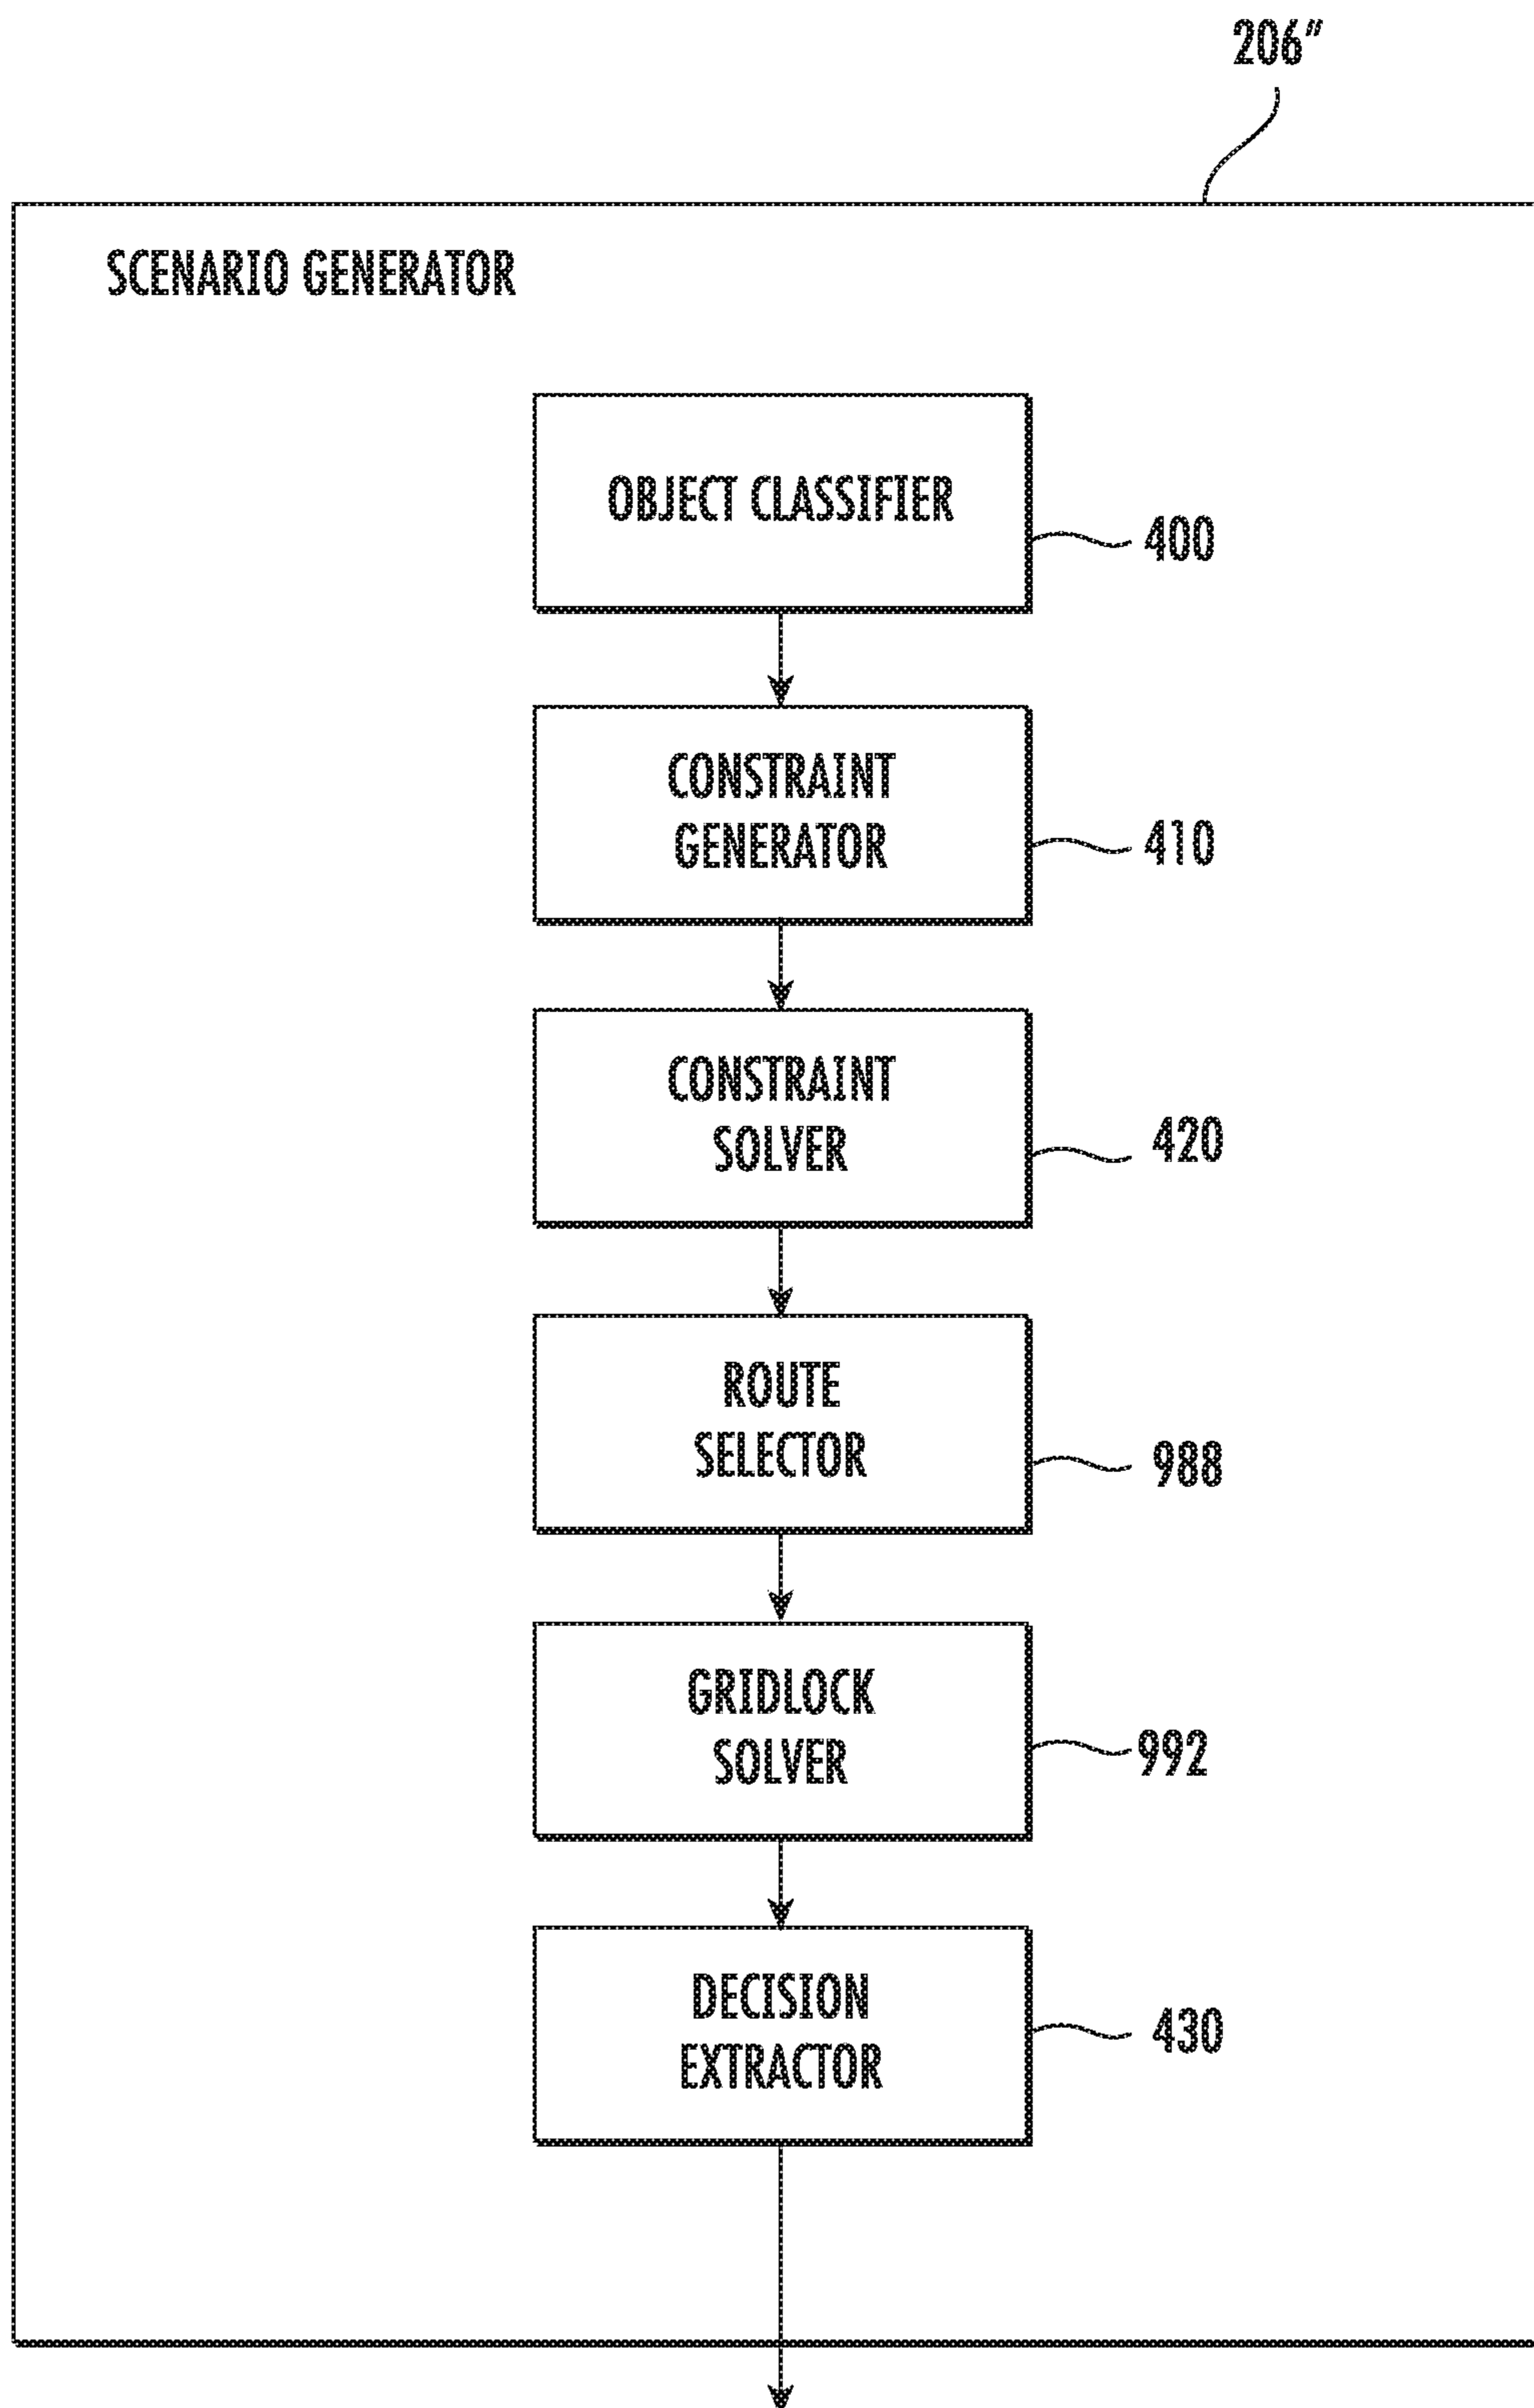 206"
SCENARIO GENERATOR
OBJECT CLASSIFIER
400
CONSTRAINT
GENERATOR
410
CONSTRAINT
SOLVER
420
ROUTE
SELECTOR
988
GRIDLOCK
SOLVER
992
DECISION
EXTRACTOR
430